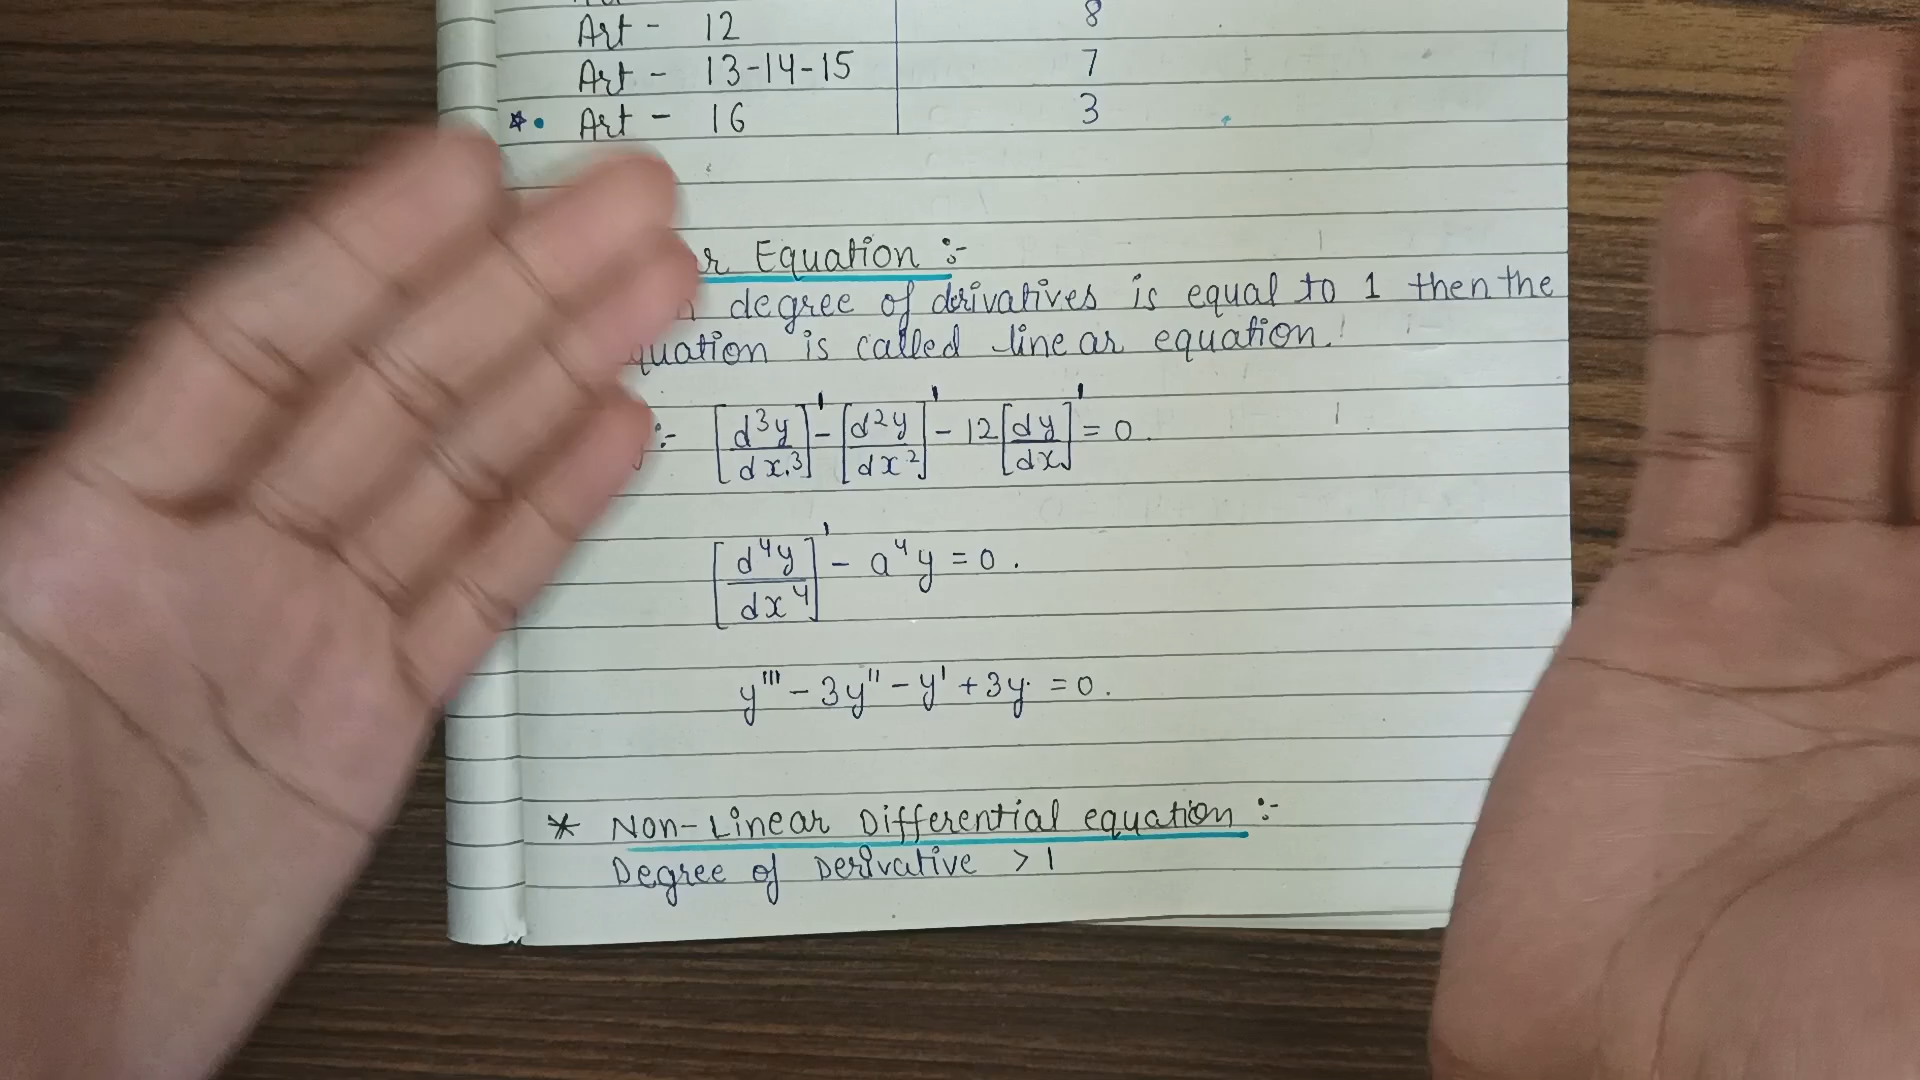 Art - 12 8
Art - 13-14-15 7
☆• Art - 16 3
Equation :-
degree of derivatives is equal to 1 then the
is called linear equation.
:- [d³y/dx³]¹ - [d²y/dx²]¹ - 12[dy/dx]¹ = 0.
[d⁴y/dx⁴]¹ - a⁴y = 0.
y''' - 3y'' - y' + 3y = 0.
* Non-Linear Differential equation :-
Degree of Derivative > 1